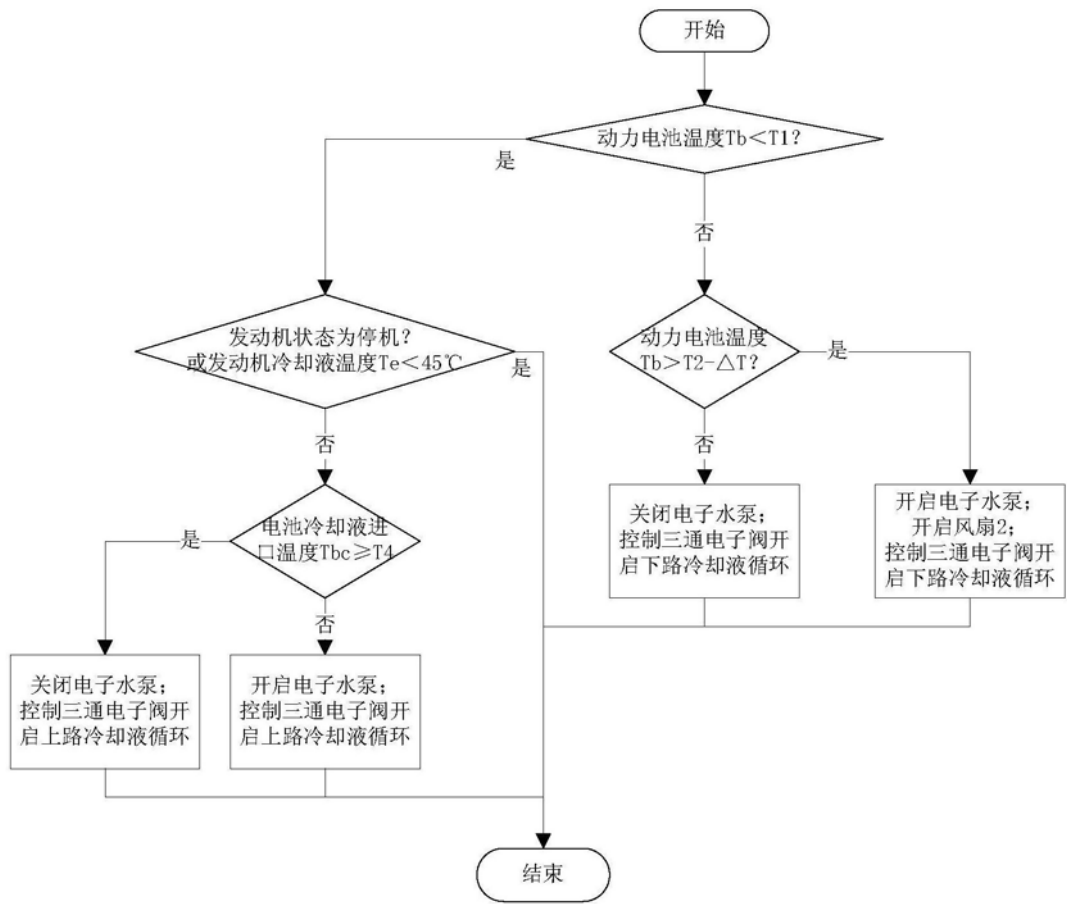 开始
动力电池温度Tb＜T1?
是
否
发动机状态为停机?
或发动机冷却液温度Te＜45℃
是
动力电池温度
Tb＞T2-△T?
是
否
否
电池冷却液进
口温度Tbc≥T4
是
否
关闭电子水泵;
控制三通电子阀开
启下路冷却液循环
开启电子水泵;
开启风扇2;
控制三通电子阀开
启下路冷却液循环
关闭电子水泵;
控制三通电子阀开
启上路冷却液循环
开启电子水泵;
控制三通电子阀开
启上路冷却液循环
结束